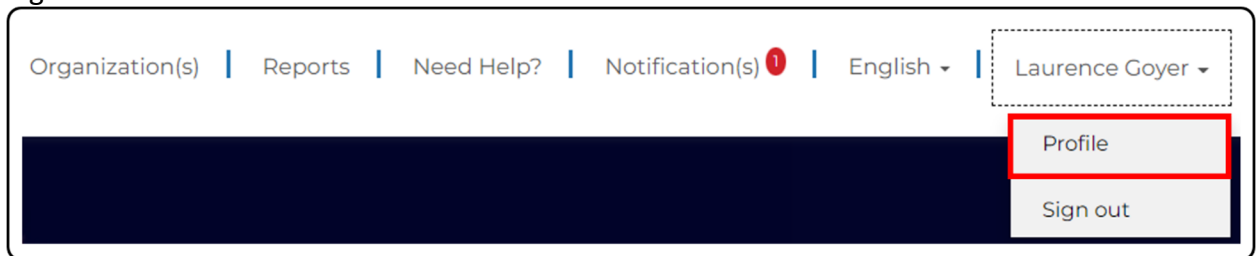 Organization(s) Reports Need Help? Notification(s) 1 English Laurence Goyer
Profile
Sign out